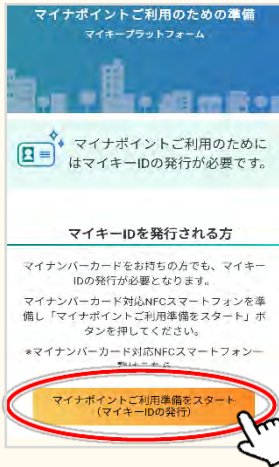 マイナポイントご利用のための準備
マイキープラットフォーム
マイナポイントご利用のために
はマイキーIDの発行が必要です。
マイキーIDを発行される方
マイナンバーカードをお持ちの方でも、マイキー
IDの発行が必要となります。
マイナンバーカード対応NFCスマートフォンを準
備し「マイナポイントご利用準備をスタート」ボ
タンを押してください。
*マイナンバーカード対応NFCスマートフォン一
マイナポイントご利用準備をスタート
（マイキーIDの発行）